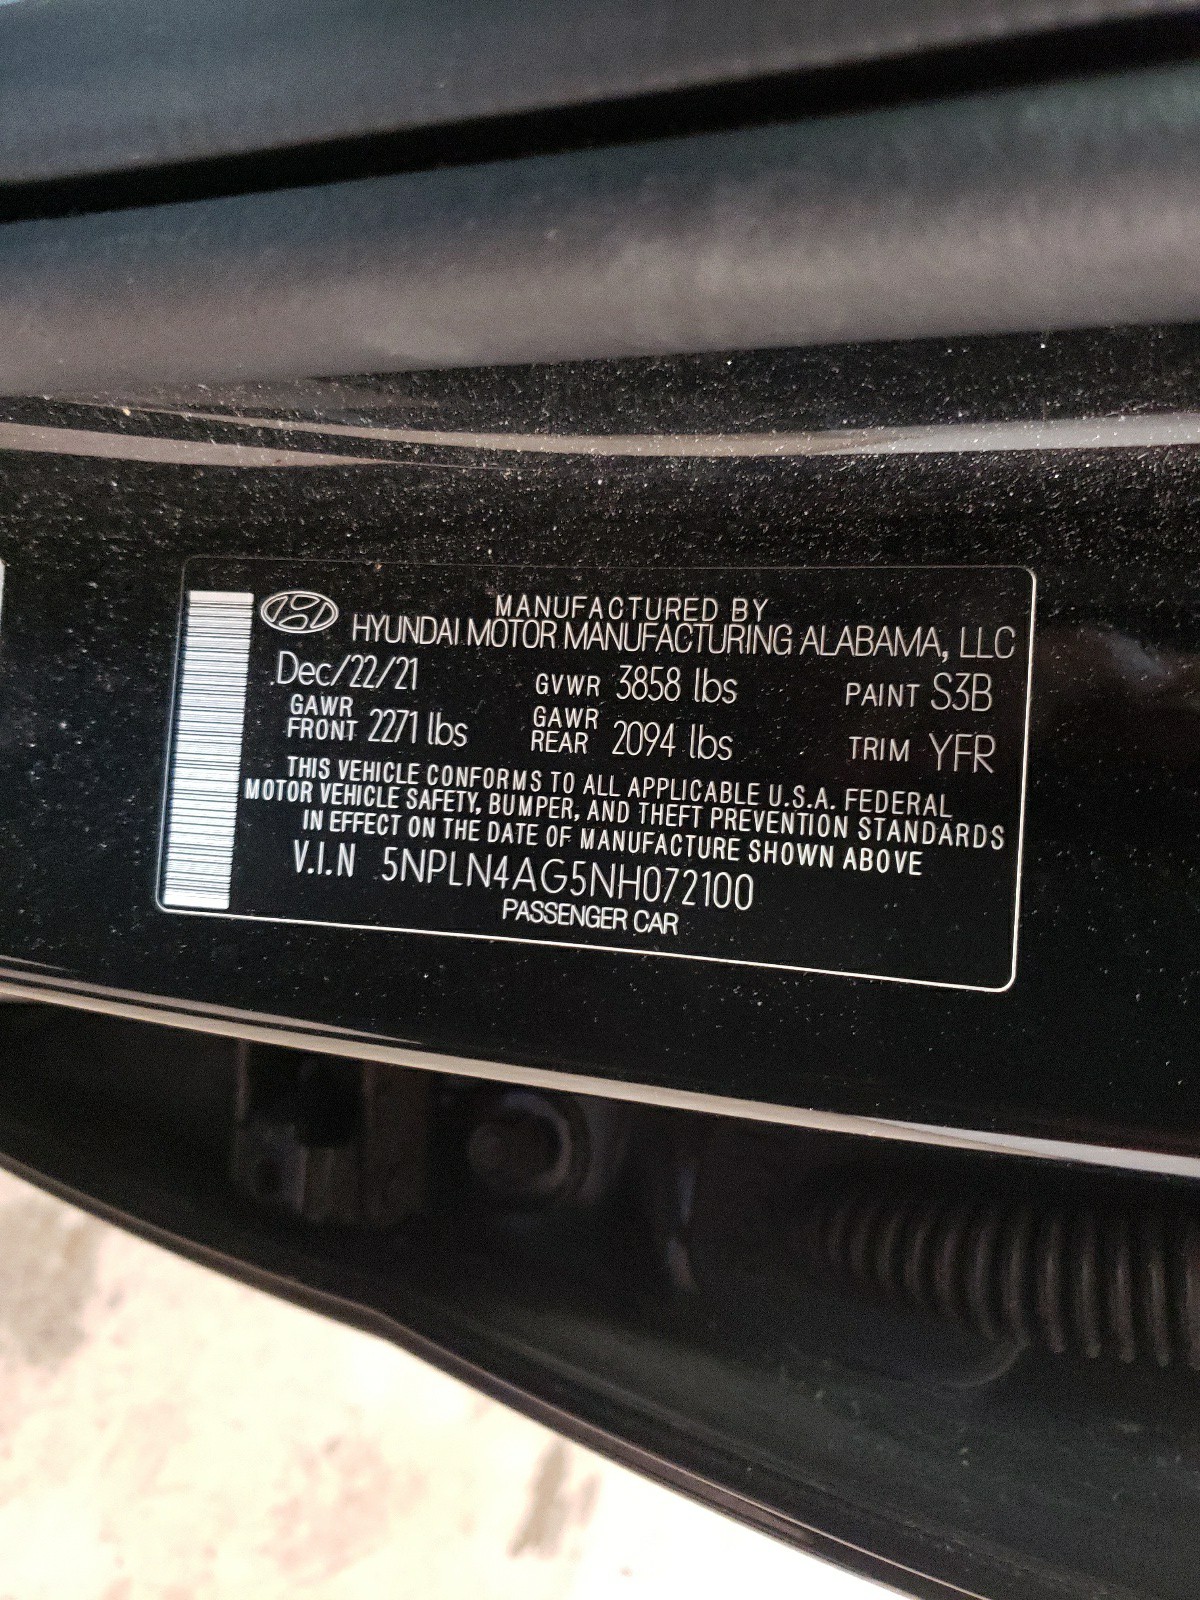 MANUFACTURED BY
HYUNDAI MOTOR MANUFACTURING ALABAMA, LLC
Dec/22/21 GVWR 3858 lbs PAINT S3B
GAWR FRONT 2271 lbs GAWR REAR 2094 lbs TRIM YFR
THIS VEHICLE CONFORMS TO ALL APPLICABLE U.S.A. FEDERAL
MOTOR VEHICLE SAFETY, BUMPER, AND THEFT PREVENTION STANDARDS
IN EFFECT ON THE DATE OF MANUFACTURE SHOWN ABOVE
V.I.N 5NPLN4AG5NH072100
PASSENGER CAR